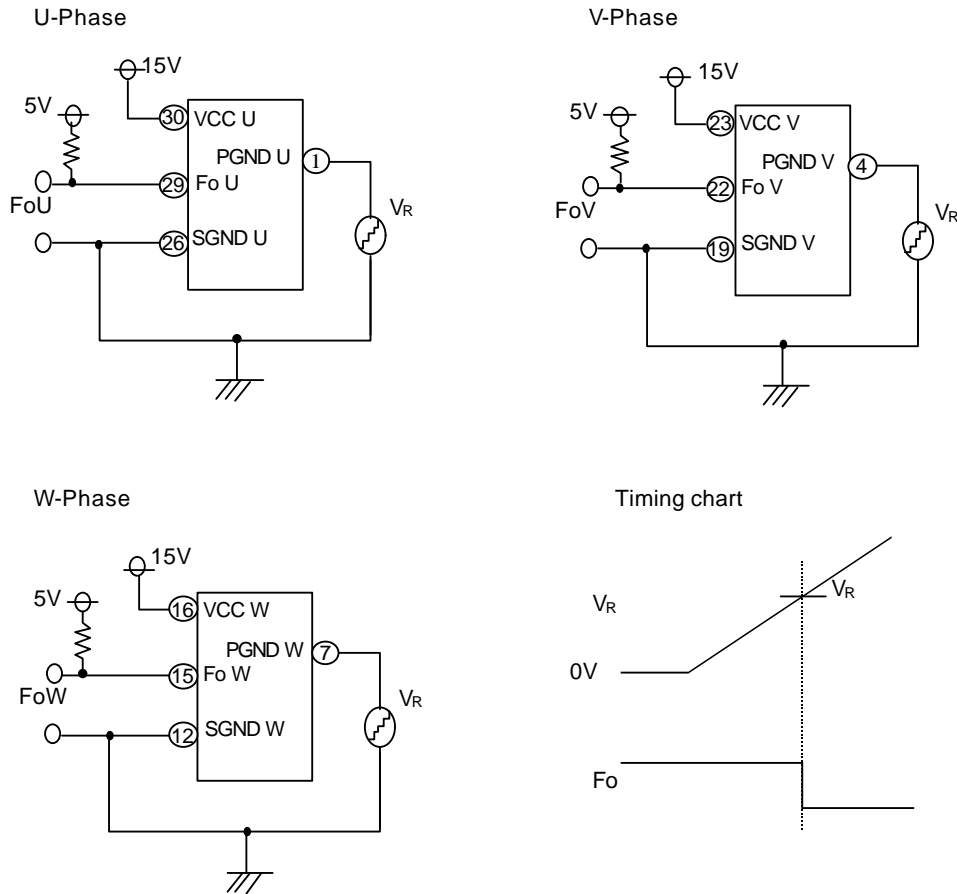 U-Phase
15V
5V
30 VCC U
PGND U 1
29 Fo U
FoU
VR
26 SGND U
V-Phase
15V
5V
23 VCC V
PGND V 4
22 Fo V
FoV
VR
19 SGND V
W-Phase
15V
5V
16 VCC W
PGND W 7
15 Fo W
FoW
VR
12 SGND W
Timing chart
VR
VR
0V
Fo